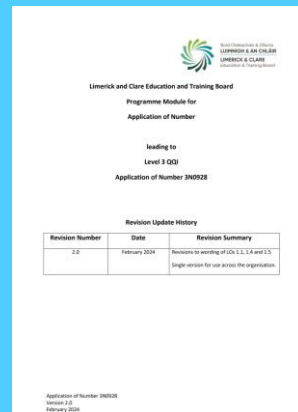 Bord Oideachais & Oiliúna
LUIMNIGH & AN CHLÁIR
LIMERICK & CLARE
Education & Training Board
Limerick and Clare Education and Training Board
Programme Module for
Application of Number
leading to
Level 3 QQI
Application of Number 3N0928
Revision Update History
Revision Number Date Revision Summary
2.0 February 2024 Revisions to wording of LOs 1.1, 1.4 and 1.5
Single version for use across the organisation.
Application of Number 3N0928
Version 2.0
February 2024